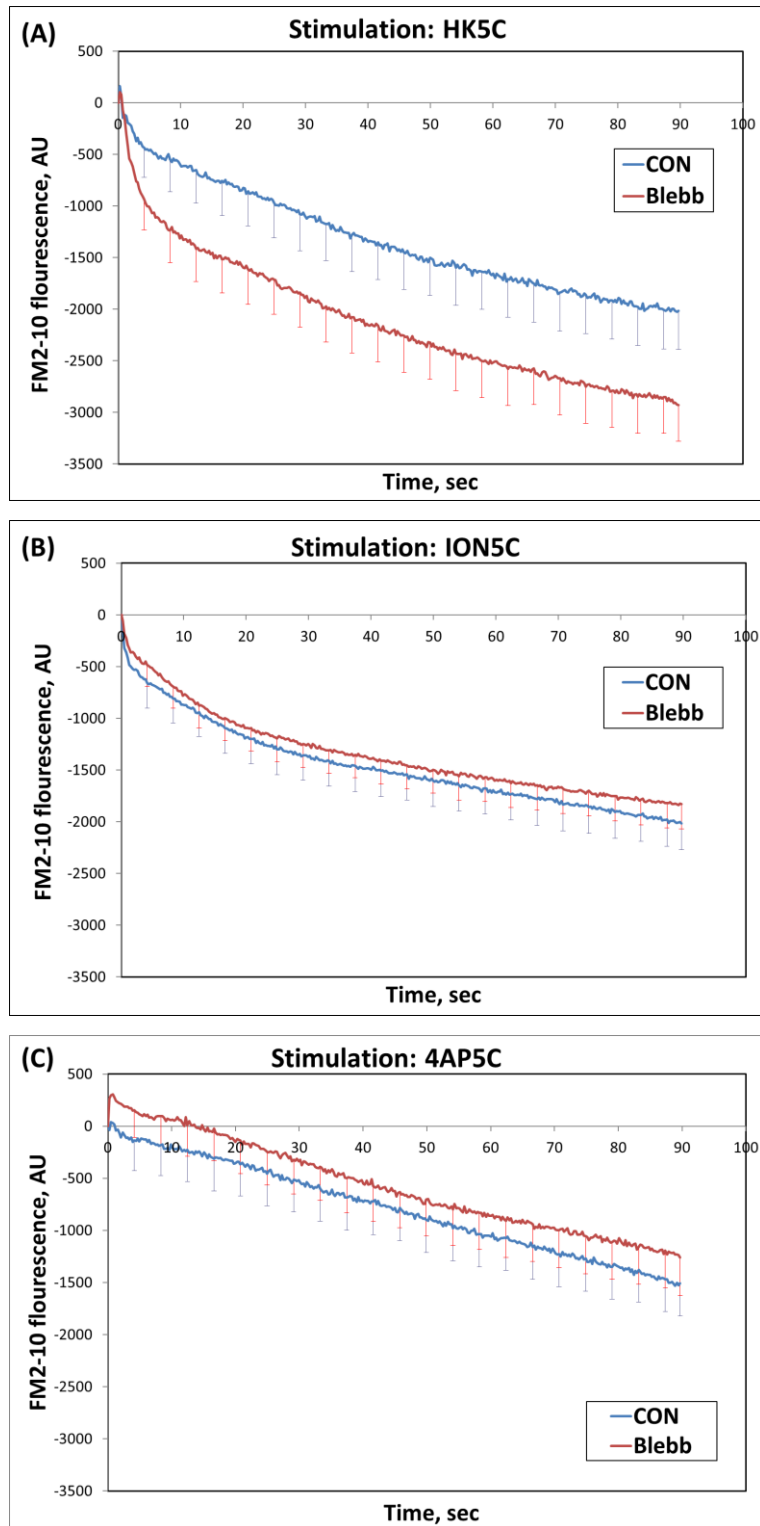 (A)
Stimulation: HK5C
500
0
-500
-1000
-1500
-2000
-2500
-3000
-3500
0 10 20 30 40 50 60 70 80 90 100
CON
Blebb
FM2-10 flourescence, AU
Time, sec
(B)
Stimulation: ION5C
500
0
-500
-1000
-1500
-2000
-2500
-3000
-3500
0 10 20 30 40 50 60 70 80 90 100
CON
Blebb
FM2-10 flourescence, AU
Time, sec
(C)
Stimulation: 4AP5C
500
0
-500
-1000
-1500
-2000
-2500
-3000
-3500
0 10 20 30 40 50 60 70 80 90 100
CON
Blebb
FM2-10 flourescence, AU
Time, sec